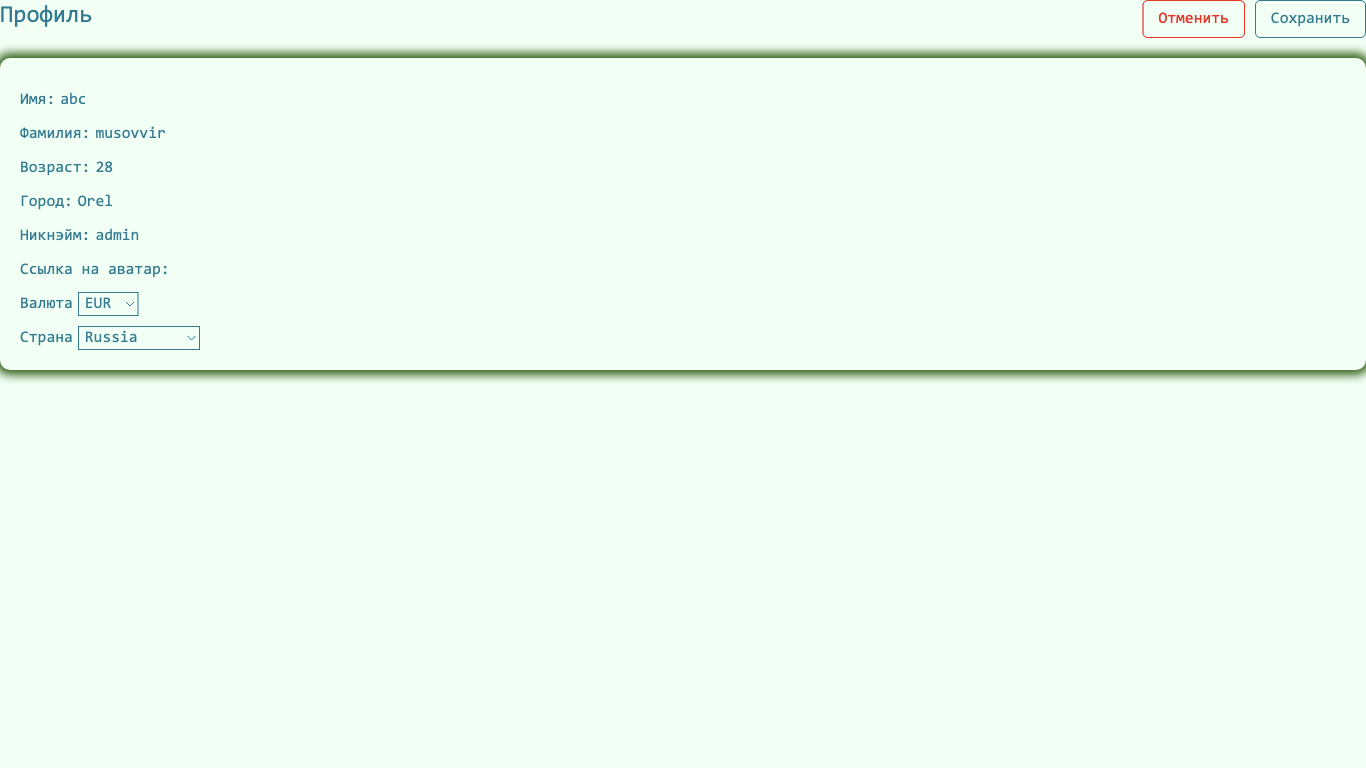 Профиль
Отменить
Сохранить
Имя: abc
Фамилия: musovvir
Возраст: 28
Город: Orel
Никнэйм: admin
Ссылка на аватар:
Валюта EUR
Страна Russia